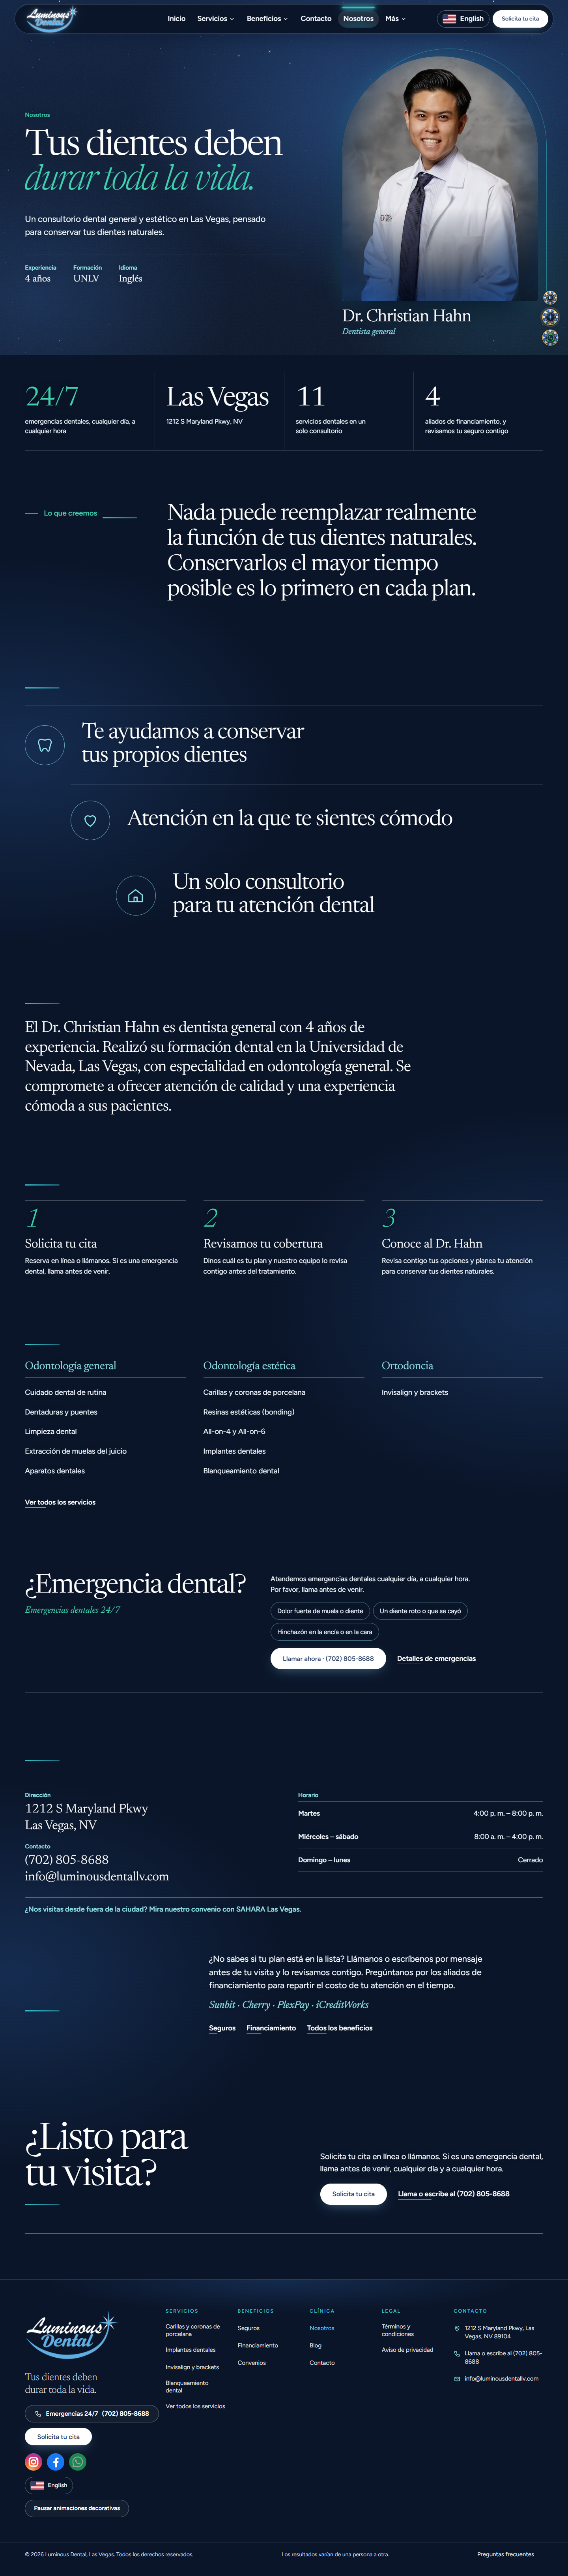 Luminous Dental
Inicio
Servicios
Beneficios
Contacto
Nosotros
Más
English
Solicita tu cita
Nosotros
Tus dientes deben
durar toda la vida.
Un consultorio dental general y estético en Las Vegas, pensado
para conservar tus dientes naturales.
Experiencia
4 años
Formación
UNLV
Idioma
Inglés
Dr. Christian Hahn
Dentista general
24/7
emergencias dentales, cualquier día, a
cualquier hora
Las Vegas
1212 S Maryland Pkwy, NV
11
servicios dentales en un
solo consultorio
4
aliados de financiamiento, y
revisamos tu seguro contigo
Lo que creemos
Nada puede reemplazar realmente
la función de tus dientes naturales.
Conservarlos el mayor tiempo
posible es lo primero en cada plan.
Te ayudamos a conservar
tus propios dientes
Atención en la que te sientes cómodo
Un solo consultorio
para tu atención dental
El Dr. Christian Hahn es dentista general con 4 años de
experiencia. Realizó su formación dental en la Universidad de
Nevada, Las Vegas, con especialidad en odontología general. Se
compromete a ofrecer atención de calidad y una experiencia
cómoda a sus pacientes.
1
Solicita tu cita
Reserva en línea o llámanos. Si es una emergencia
dental, llama antes de venir.
2
Revisamos tu cobertura
Dinos cuál es tu plan y nuestro equipo lo revisa
contigo antes del tratamiento.
3
Conoce al Dr. Hahn
Revisa contigo tus opciones y planea tu atención
para conservar tus dientes naturales.
Odontología general
Cuidado dental de rutina
Dentaduras y puentes
Limpieza dental
Extracción de muelas del juicio
Aparatos dentales
Odontología estética
Carillas y coronas de porcelana
Resinas estéticas (bonding)
All-on-4 y All-on-6
Implantes dentales
Blanqueamiento dental
Ortodoncia
Invisalign y brackets
Ver todos los servicios
¿Emergencia dental?
Emergencias dentales 24/7
Atendemos emergencias dentales cualquier día, a cualquier hora.
Por favor, llama antes de venir.
Dolor fuerte de muela o diente
Un diente roto o que se cayó
Hinchazón en la encía o en la cara
Llamar ahora · (702) 805-8688
Detalles de emergencias
Dirección
1212 S Maryland Pkwy
Las Vegas, NV
Contacto
(702) 805-8688
info@luminousdentallv.com
Horario
Martes 4:00 p. m. – 8:00 p. m.
Miércoles – sábado 8:00 a. m. – 4:00 p. m.
Domingo – lunes Cerrado
¿Nos visitas desde fuera de la ciudad? Mira nuestro convenio con SAHARA Las Vegas.
¿No sabes si tu plan está en la lista? Llámanos o escríbenos por mensaje
antes de tu visita y lo revisamos contigo. Pregúntanos por los aliados de
financiamiento para repartir el costo de tu atención en el tiempo.
Sunbit · Cherry · PlexPay · iCreditWorks
Seguros
Financiamiento
Todos los beneficios
¿Listo para
tu visita?
Solicita tu cita en línea o llámanos. Si es una emergencia dental,
llama antes de venir, cualquier día y a cualquier hora.
Solicita tu cita
Llama o escribe al (702) 805-8688
Luminous
Dental
Tus dientes deben
durar toda la vida.
Emergencias 24/7 (702) 805-8688
Solicita tu cita
English
Pausar animaciones decorativas
SERVICIOS
Carillas y coronas de
porcelana
Implantes dentales
Invisalign y brackets
Blanqueamiento
dental
Ver todos los servicios
BENEFICIOS
Seguros
Financiamiento
Convenios
CLÍNICA
Nosotros
Blog
Contacto
LEGAL
Términos y
condiciones
Aviso de privacidad
CONTACTO
1212 S Maryland Pkwy, Las
Vegas, NV 89104
Llama o escribe al (702) 805-
8688
info@luminousdentallv.com
© 2026 Luminous Dental, Las Vegas. Todos los derechos reservados.
Los resultados varían de una persona a otra.
Preguntas frecuentes